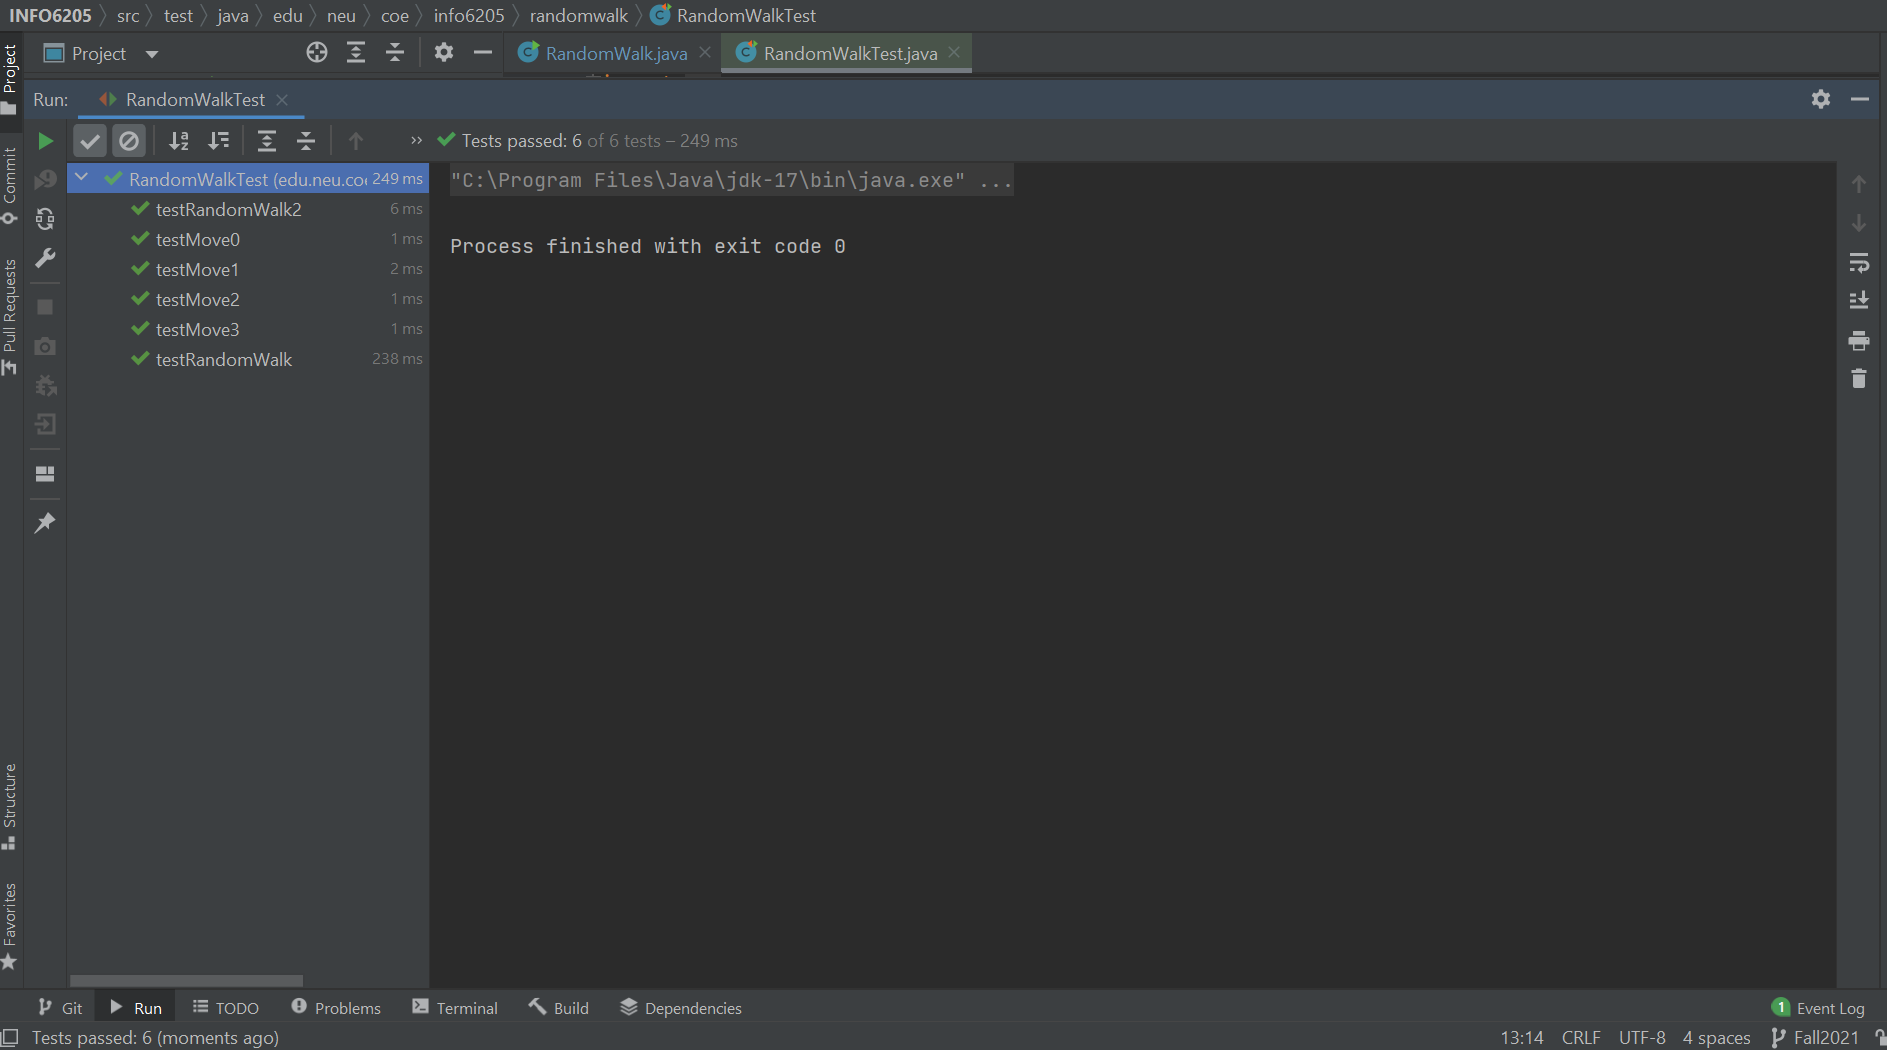 INFO6205 src test java edu neu coe info6205 randomwalk RandomWalkTest
Project RandomWalk.java RandomWalkTest.java
Run: RandomWalkTest
Tests passed: 6 of 6 tests – 249 ms
RandomWalkTest (edu.neu.coe 249 ms
testRandomWalk2 6 ms
testMove0 1 ms
testMove1 2 ms
testMove2 1 ms
testMove3 1 ms
testRandomWalk 238 ms
"C:\Program Files\Java\jdk-17\bin\java.exe" ...
Process finished with exit code 0
Project
Commit
Pull Requests
Structure
Favorites
Git Run TODO Problems Terminal Build Dependencies 1 Event Log
Tests passed: 6 (moments ago) 13:14 CRLF UTF-8 4 spaces Fall2021